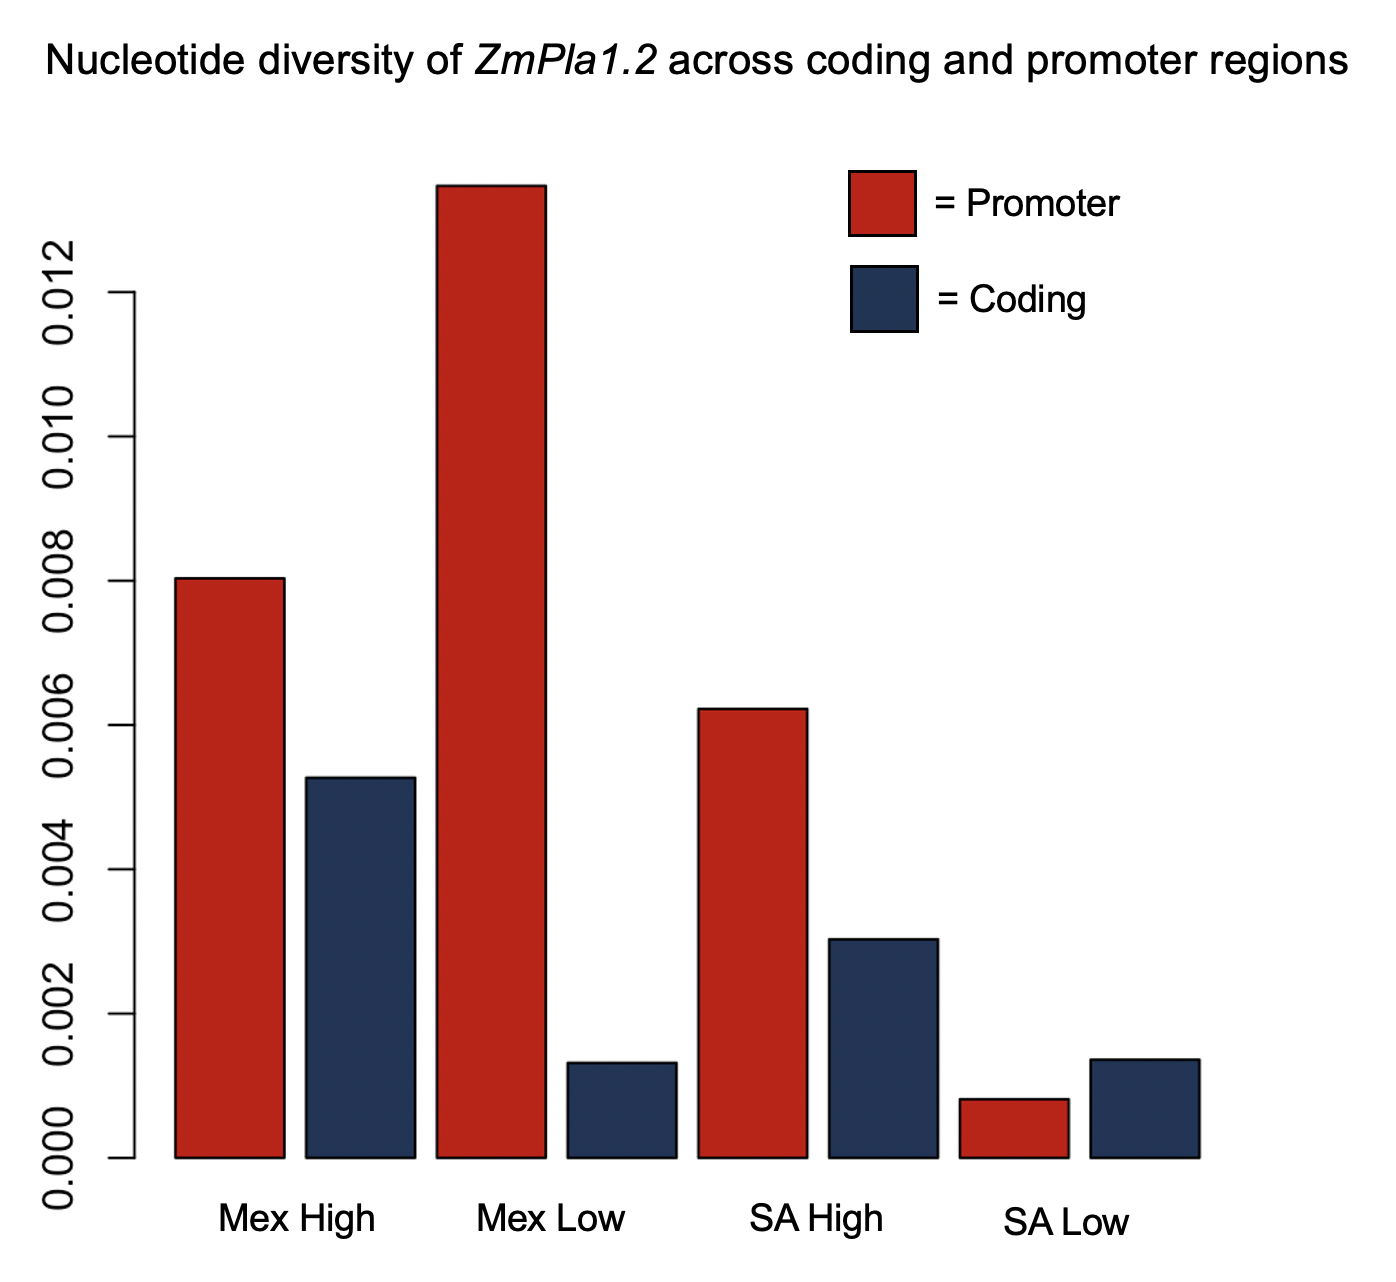 Nucleotide diversity of ZmPla1.2 across coding and promoter regions
= Promoter
= Coding
0.012
0.010
0.008
0.006
0.004
0.002
0.000
Mex High
Mex Low
SA High
SA Low